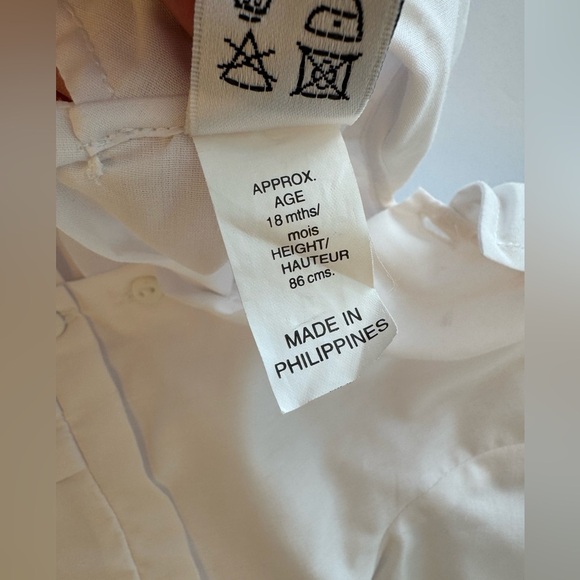 APPROX.
AGE
18 mths/
mois
HEIGHT/
HAUTEUR
86 cms.
MADE IN
PHILIPPINES